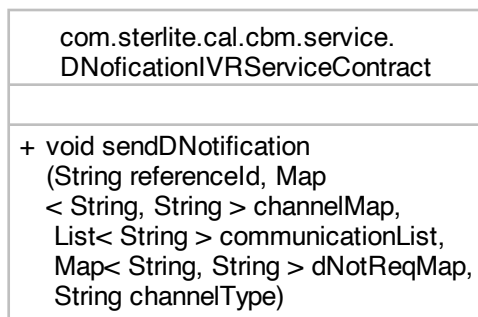 com.sterlite.cal.cbm.service.
DNoficationIVRServiceContract
+ void sendDNotification
(String referenceId, Map
< String, String > channelMap,
List< String > communicationList,
Map< String, String > dNotReqMap,
String channelType)